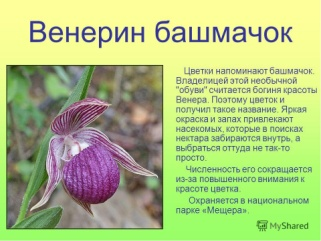 Венерин башмачок
Цветки напоминают башмачок.
Владелицей этой необычной
"обуви" считается богиня красоты
Венера. Поэтому цветок и
получил такое название. Яркая
окраска и запах привлекают
насекомых, которые в поисках
нектара забираются внутрь, а
выбраться оттуда не так-то
просто.
Численность его сокращается
из-за повышенного внимания к
красоте цветка.
Охраняется в национальном
парке «Мещера».
MyShared